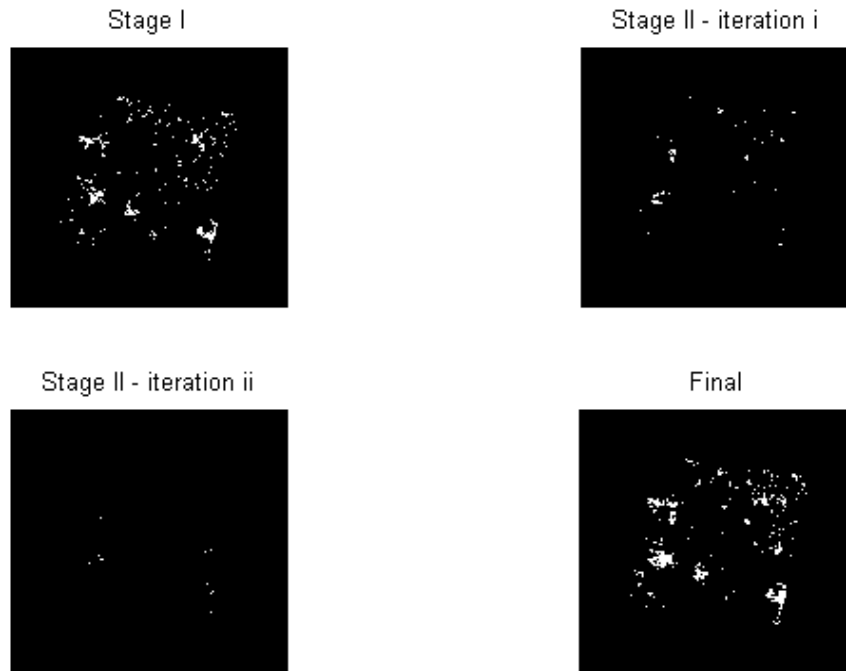 Stage I
Stage II - iteration i
Stage II - iteration ii
Final